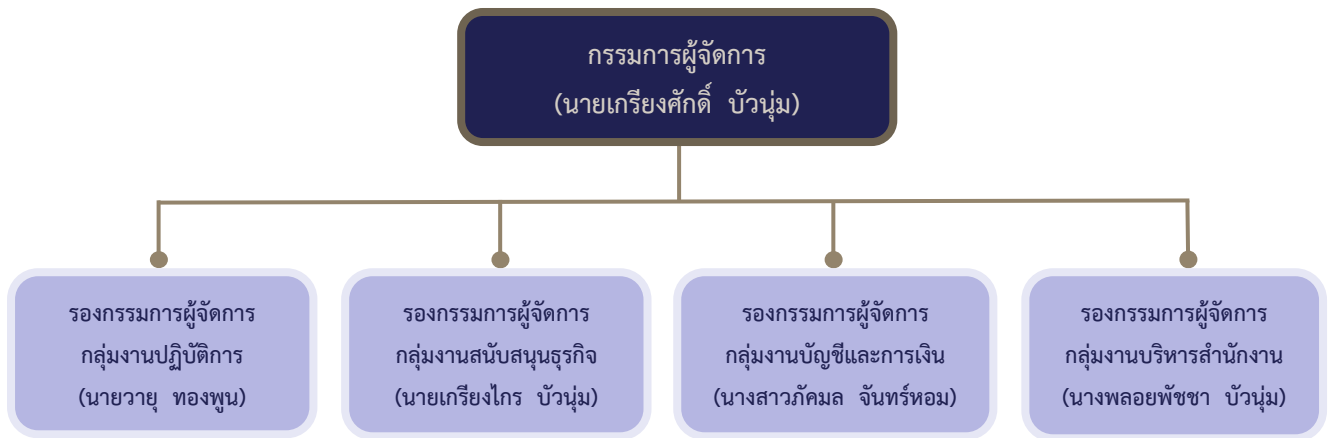 กรรมการผู้จัดการ
(นายเกรียงศักดิ์ บัวนุ่ม)
รองกรรมการผู้จัดการ
กลุ่มงานปฏิบัติการ
(นายวายุ ทองพูน)
รองกรรมการผู้จัดการ
กลุ่มงานสนับสนุนธุรกิจ
(นายเกรียงไกร บัวนุ่ม)
รองกรรมการผู้จัดการ
กลุ่มงานบัญชีและการเงิน
(นางสาวภัคมล จันทร์หอม)
รองกรรมการผู้จัดการ
กลุ่มงานบริหารสำนักงาน
(นางพลอยพัชชา บัวนุ่ม)